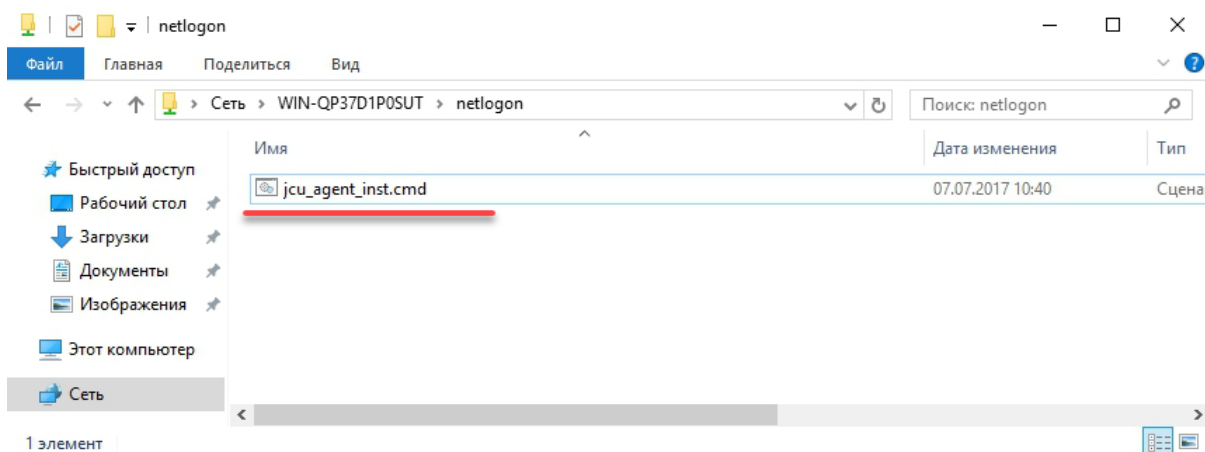 netlogon
Файл Главная Поделиться Вид
Сеть > WIN-QP37D1P0SUT > netlogon Поиск: netlogon
Имя Дата изменения Тип
Быстрый доступ
jcu_agent_inst.cmd 07.07.2017 10:40 Сцена
Рабочий стол
Загрузки
Документы
Изображения
Этот компьютер
Сеть
1 элемент